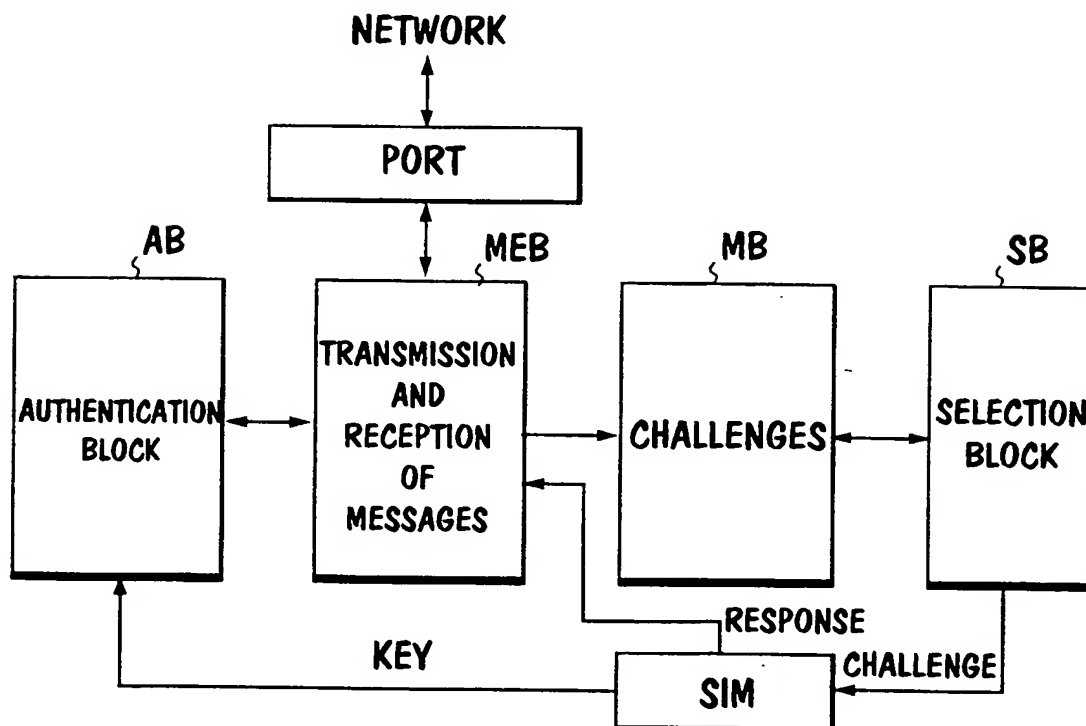 NETWORK
PORT
AB
MEB
MB
SB
AUTHENTICATION
BLOCK
TRANSMISSION
AND
RECEPTION
OF
MESSAGES
CHALLENGES
SELECTION
BLOCK
RESPONSE
KEY
CHALLENGE
SIM